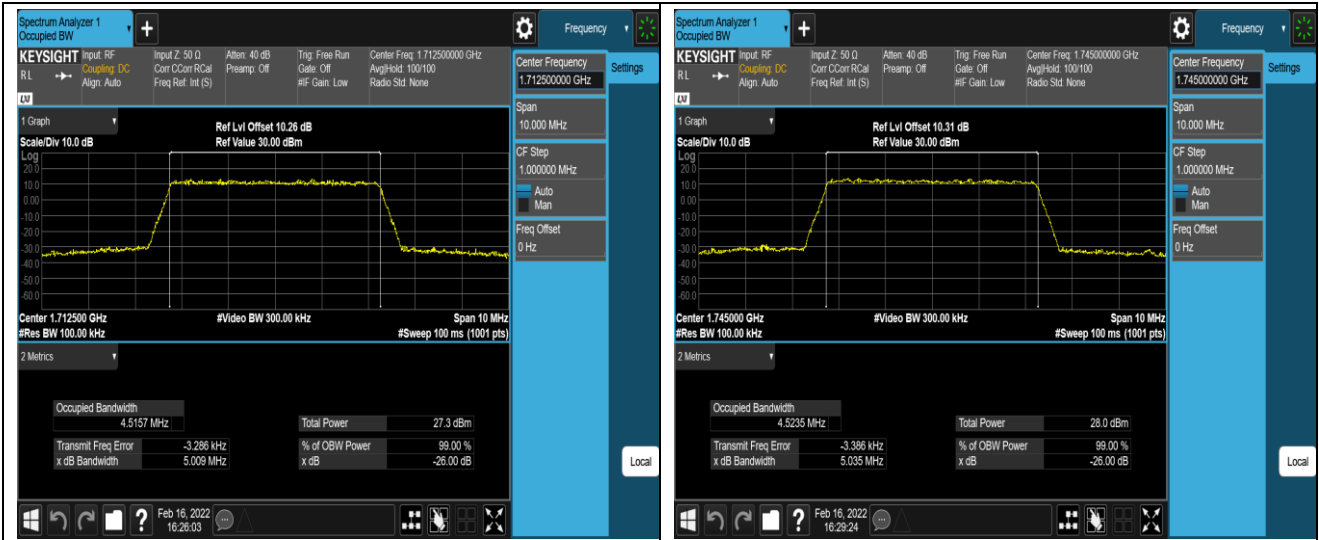 Spectrum Analyzer 1
Occupied BW
+
Frequency
KEYSIGHT
Input: RF
Coupling: DC
Align: Auto
Input Z: 50 Ω
Corr CCorr RCal
Freq Ref: Int (S)
Atten: 40 dB
Preamp: Off
Trig: Free Run
Gate: Off
#IF Gain: Low
Center Freq: 1.712500000 GHz
Avg|Hold: 100/100
Radio Std: None
RL
LXI
Center Frequency
1.712500000 GHz
Settings
Span
10.000 MHz
CF Step
1.000000 MHz
Auto
Man
Freq Offset
0 Hz
Local
1 Graph
Ref Lvl Offset 10.26 dB
Scale/Div 10.0 dB
Ref Value 30.00 dBm
Log
20.0
10.0
0.00
-10.0
-20.0
-30.0
-40.0
-50.0
-60.0
Center 1.712500 GHz
#Video BW 300.00 kHz
Span 10 MHz
#Res BW 100.00 kHz
#Sweep 100 ms (1001 pts)
2 Metrics
Occupied Bandwidth
4.5157 MHz
Total Power 27.3 dBm
Transmit Freq Error -3.286 kHz
% of OBW Power 99.00 %
x dB Bandwidth 5.009 MHz
x dB -26.00 dB
?
Feb 16, 2022
16:26:03
Spectrum Analyzer 1
Occupied BW
+
Frequency
KEYSIGHT
Input: RF
Coupling: DC
Align: Auto
Input Z: 50 Ω
Corr CCorr RCal
Freq Ref: Int (S)
Atten: 40 dB
Preamp: Off
Trig: Free Run
Gate: Off
#IF Gain: Low
Center Freq: 1.745000000 GHz
Avg|Hold: 100/100
Radio Std: None
RL
LXI
Center Frequency
1.745000000 GHz
Settings
Span
10.000 MHz
CF Step
1.000000 MHz
Auto
Man
Freq Offset
0 Hz
Local
1 Graph
Ref Lvl Offset 10.31 dB
Scale/Div 10.0 dB
Ref Value 30.00 dBm
Log
20.0
10.0
0.00
-10.0
-20.0
-30.0
-40.0
-50.0
-60.0
Center 1.745000 GHz
#Video BW 300.00 kHz
Span 10 MHz
#Res BW 100.00 kHz
#Sweep 100 ms (1001 pts)
2 Metrics
Occupied Bandwidth
4.5235 MHz
Total Power 28.0 dBm
Transmit Freq Error -3.386 kHz
% of OBW Power 99.00 %
x dB Bandwidth 5.035 MHz
x dB -26.00 dB
?
Feb 16, 2022
16:29:24